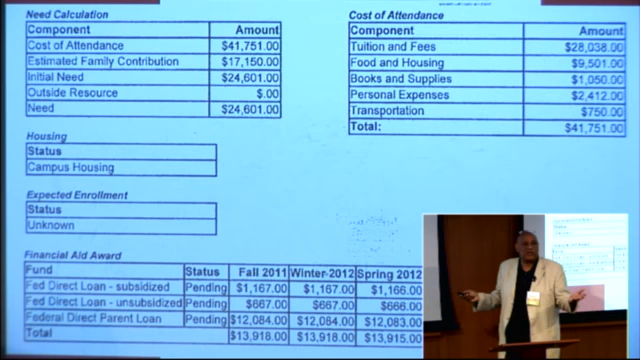 Need Calculation
Component Amount
Cost of Attendance $41,751.00
Estimated Family Contribution $17,150.00
Initial Need $24,601.00
Outside Resource $.00
Need $24,601.00
Cost of Attendance
Component Amount
Tuition and Fees $28,038.00
Food and Housing $9,501.00
Books and Supplies $1,050.00
Personal Expenses $2,412.00
Transportation $750.00
Total: $41,751.00
Housing
Status
Campus Housing
Expected Enrollment
Status
Unknown
Financial Aid Award
Fund Status Fall 2011 Winter 2012 Spring 2012
Fed Direct Loan - subsidized Pending $1,167.00 $1,167.00 $1,166.00
Fed Direct Loan - unsubsidized Pending $667.00 $667.00 $666.00
Federal Direct Parent Loan Pending $12,084.00 $12,084.00 $12,083.00
Total $13,918.00 $13,918.00 $13,915.00